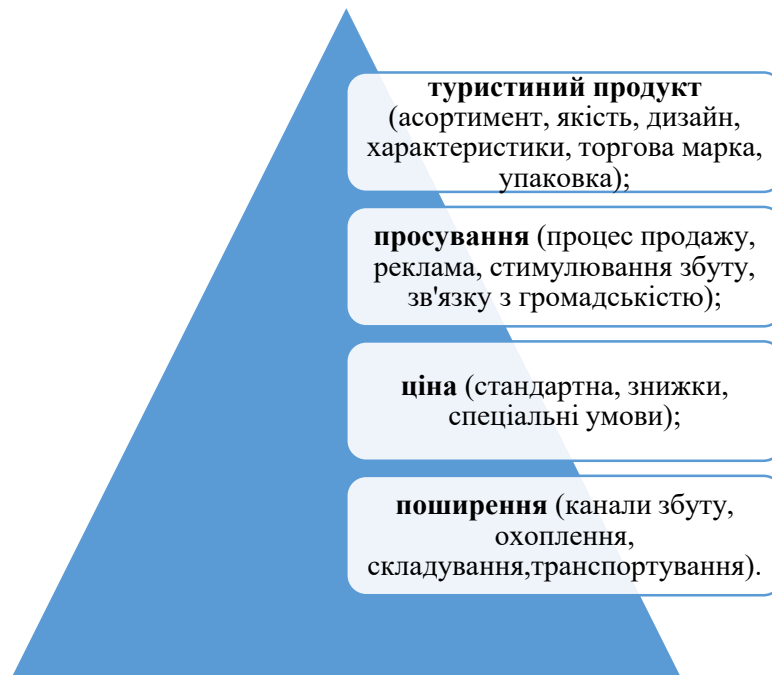 туристиний продукт
(асортимент, якість, дизайн,
характеристики, торгова марка,
упаковка);
просування (процес продажу,
реклама, стимулювання збуту,
зв'язку з громадськістю);
ціна (стандартна, знижки,
спеціальні умови);
поширення (канали збуту,
охоплення,
складування,транспортування).